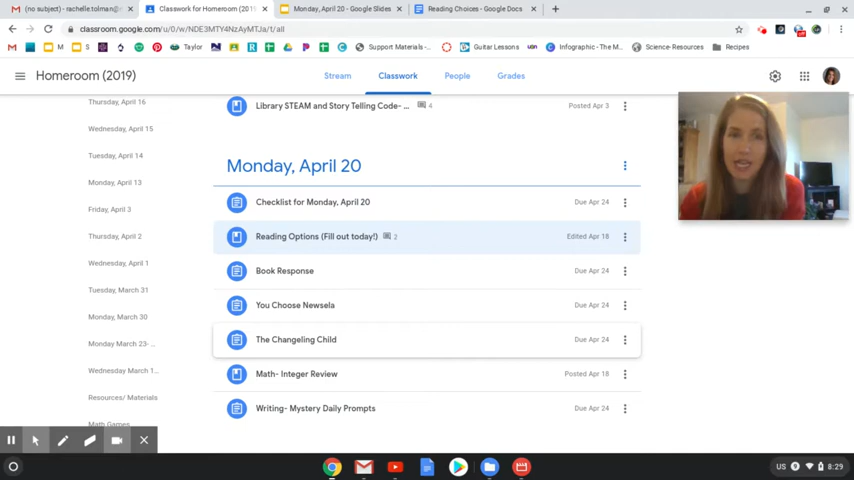 (no subject) - rachelle.tolman@
Classwork for Homeroom (2019)
Monday, April 20 - Google Slides
Reading Choices - Google Docs
classroom.google.com/u/0/w/NDE3MTY4NzAyMTJa/t/all
M
S
Taylor
Support Materials-...
Guitar Lessons
Infographic - The M...
Science-Resources
Recipes
Homeroom (2019)
Stream
Classwork
People
Grades
Thursday, April 16
Wednesday, April 15
Tuesday, April 14
Monday, April 13
Friday, April 3
Thursday, April 2
Wednesday, April 1
Tuesday, March 31
Monday, March 30
Monday, March 23-...
Wednesday March 1...
Resources/ Materials
Math Games
Library STEAM and Story Telling Code- ... 4 Posted Apr 3
Monday, April 20
Checklist for Monday, April 20 Due Apr 24
Reading Options (Fill out today!) 2 Edited Apr 18
Book Response Due Apr 24
You Choose Newsela Due Apr 24
The Changeling Child Due Apr 24
Math- Integer Review Posted Apr 18
Writing- Mystery Daily Prompts Due Apr 24
US 8:29